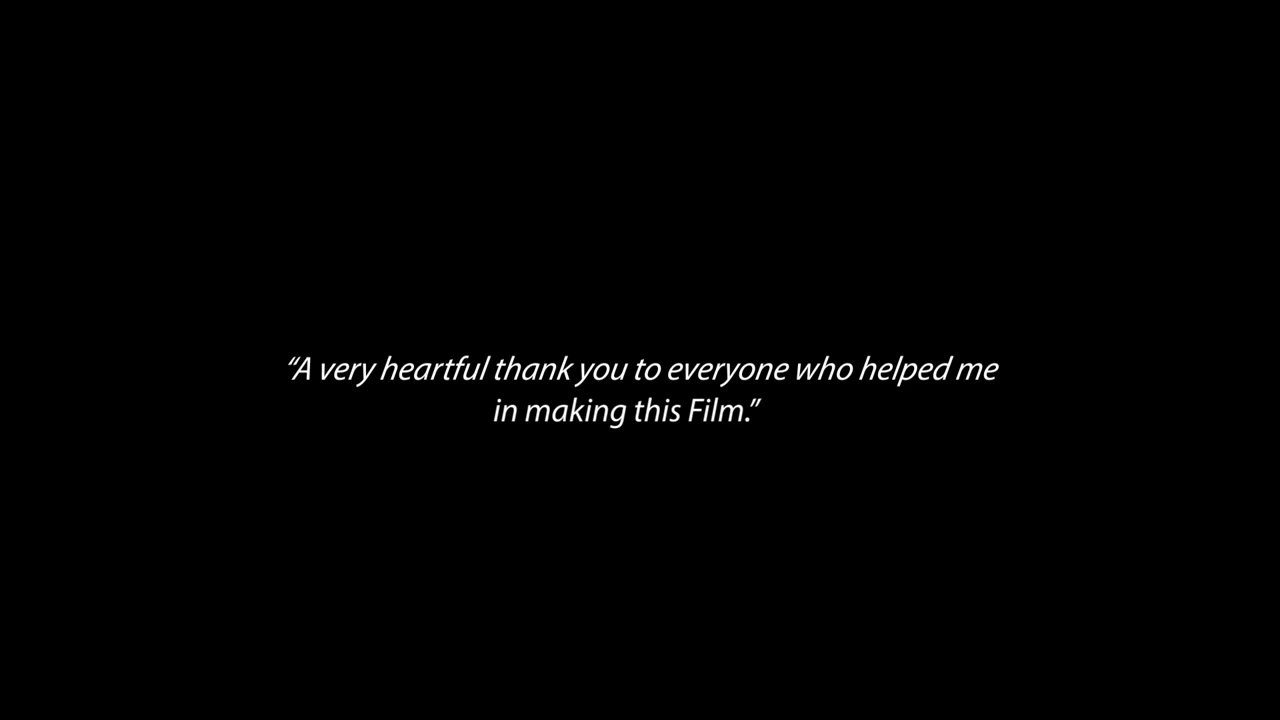 “A very heartful thank you to everyone who helped me
in making this Film.”